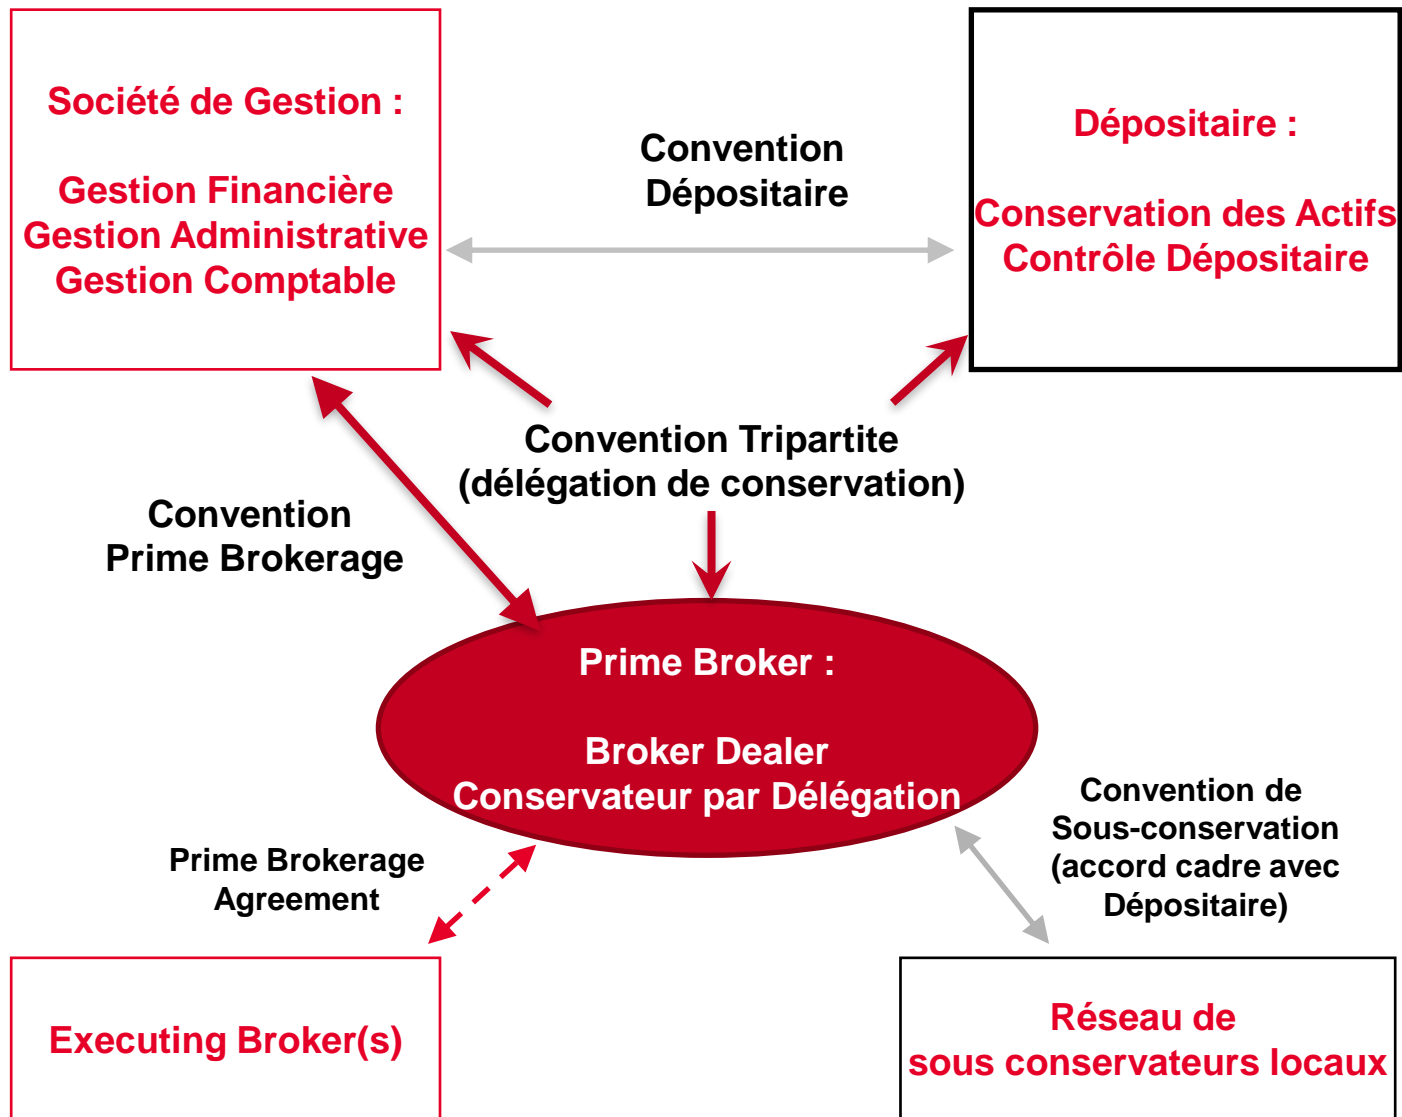 Société de Gestion :
Gestion Financière
Gestion Administrative
Gestion Comptable
Convention
Dépositaire
Dépositaire :
Conservation des Actifs
Contrôle Dépositaire
Convention Tripartite
(délégation de conservation)
Convention
Prime Brokerage
Prime Broker :
Broker Dealer
Conservateur par Délégation
Prime Brokerage
Agreement
Convention de
Sous-conservation
(accord cadre avec
Dépositaire)
Executing Broker(s)
Réseau de
sous conservateurs locaux